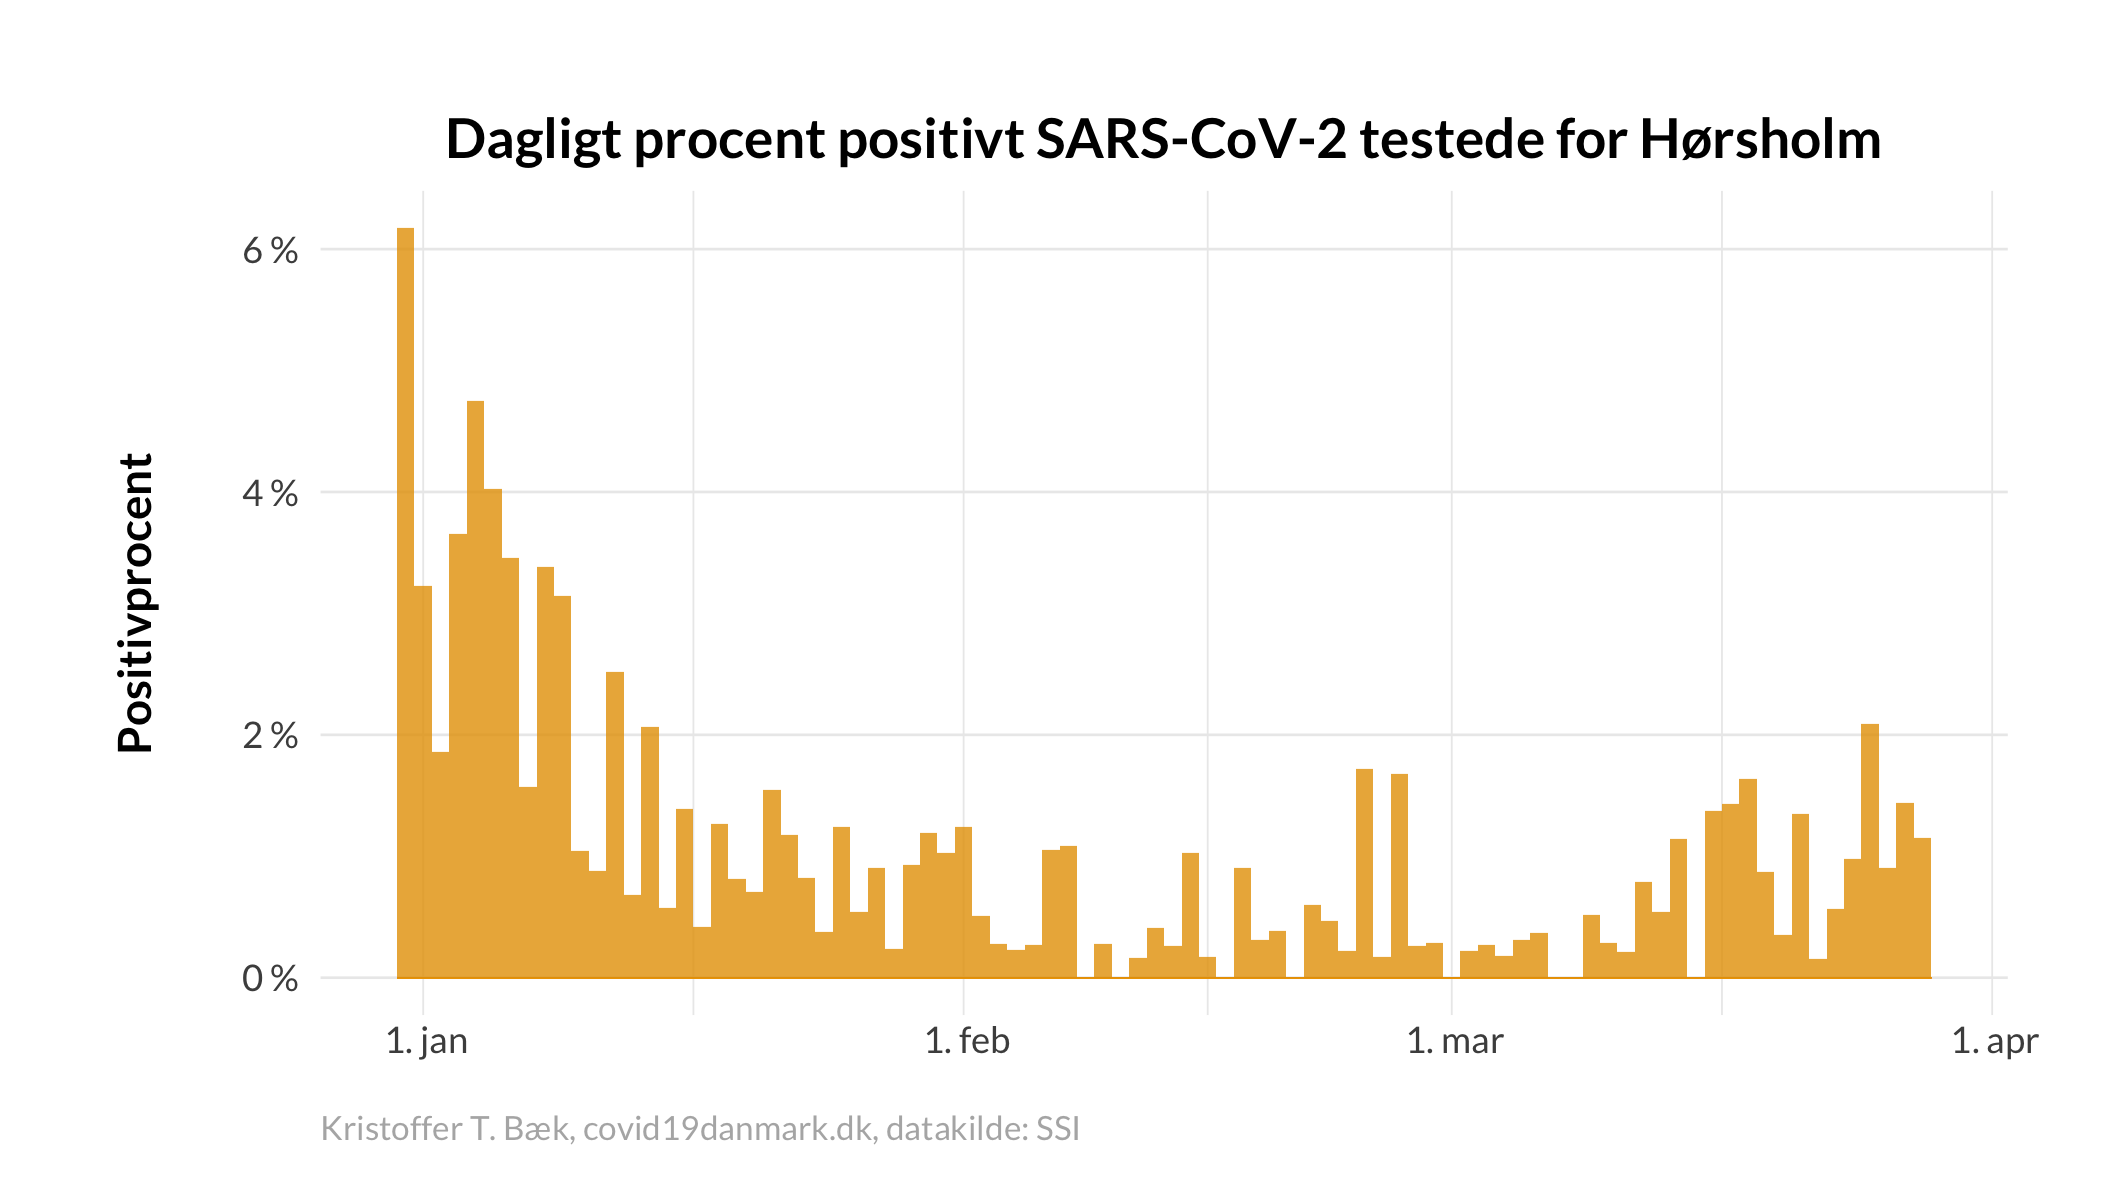 Dagligt procent positivt SARS-CoV-2 testede for Hørsholm
Positivprocent
6 %
4 %
2 %
0 %
1. jan
1. feb
1. mar
1. apr
Kristoffer T. Bæk, covid19danmark.dk, datakilde: SSI